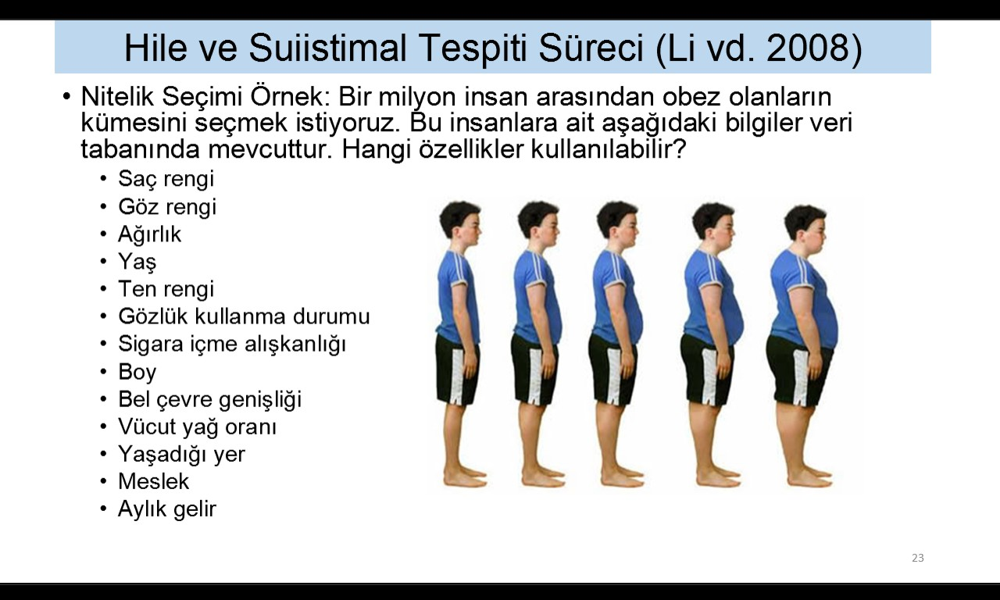 Hile ve Suiistimal Tespiti Süreci (Li vd. 2008)
• Nitelik Seçimi Örnek: Bir milyon insan arasından obez olanların
kümesini seçmek istiyoruz. Bu insanlara ait aşağıdaki bilgiler veri
tabanında mevcuttur. Hangi özellikler kullanılabilir?
• Saç rengi
• Göz rengi
• Ağırlık
• Yaş
• Ten rengi
• Gözlük kullanma durumu
• Sigara içme alışkanlığı
• Boy
• Bel çevre genişliği
• Vücut yağ oranı
• Yaşadığı yer
• Meslek
• Aylık gelir
23